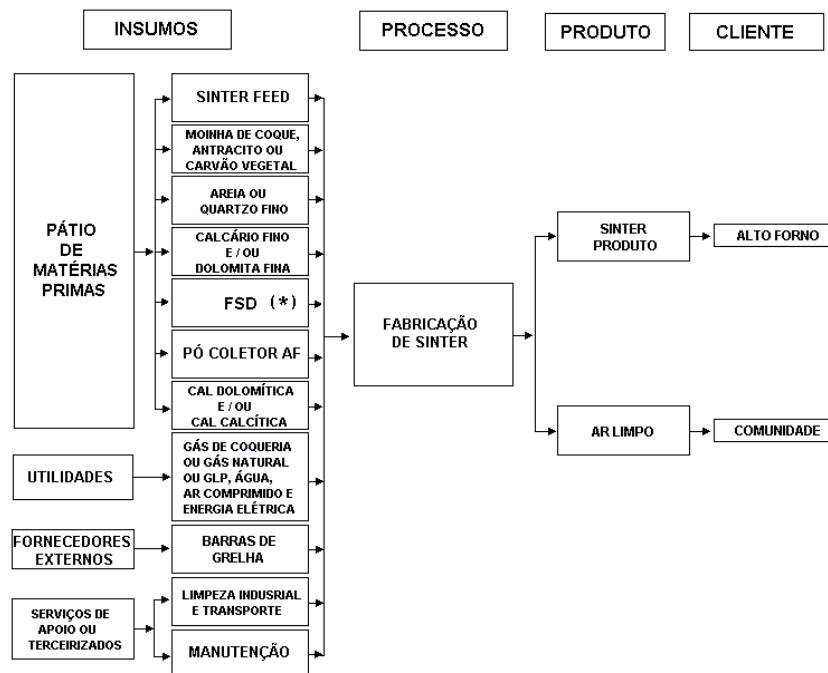 INSUMOS
PROCESSO
PRODUTO
CLIENTE
PÁTIO
DE
MATÉRIAS
PRIMAS
SINTER FEED
MOINHA DE COQUE,
ANTRACITO OU
CARVÃO VEGETAL
AREIA OU
QUARTZO FINO
CALCÁRIO FINO
E / OU
DOLOMITA FINA
FSD (*)
PÓ COLETOR AF
CAL DOLOMÍTICA
E / OU
CAL CALCÍTICA
UTILIDADES
GÁS DE COQUERIA
OU GÁS NATURAL
OU GLP, ÁGUA,
AR COMPRIMIDO E
ENERGIA ELÉTRICA
FORNECEDORES
EXTERNOS
BARRAS DE
GRELHA
SERVIÇOS DE
APOIO OU
TERCEIRIZADOS
LIMPEZA INDUSRIAL
E TRANSPORTE
MANUTENÇÃO
FABRICAÇÃO
DE SINTER
SINTER
PRODUTO
ALTO FORNO
AR LIMPO
COMUNIDADE